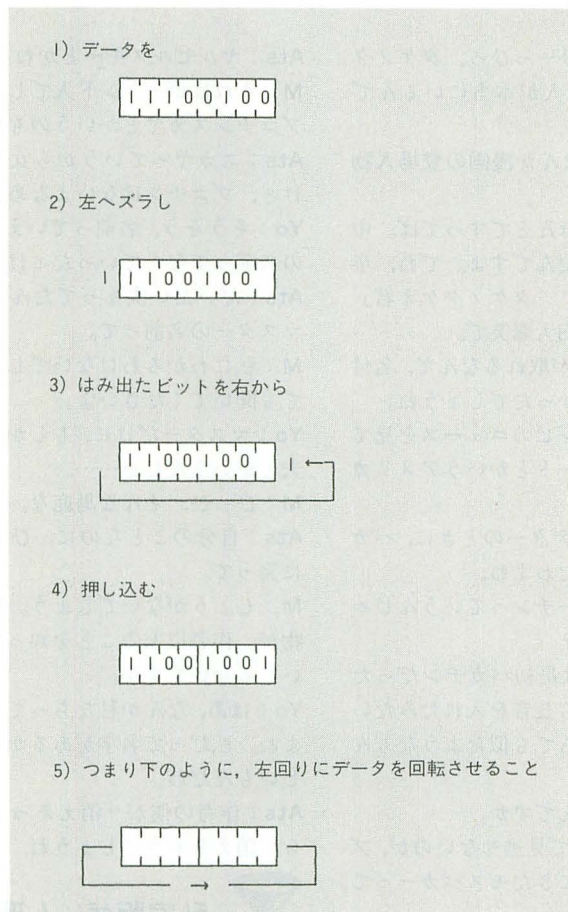 1) データを
11100100
2) 左へズラし
1 1100100
3) はみ出たビットを右から
1100100 1 ←
4) 押し込む
11001001
5) つまり下のように，左回りにデータを回転させること
→